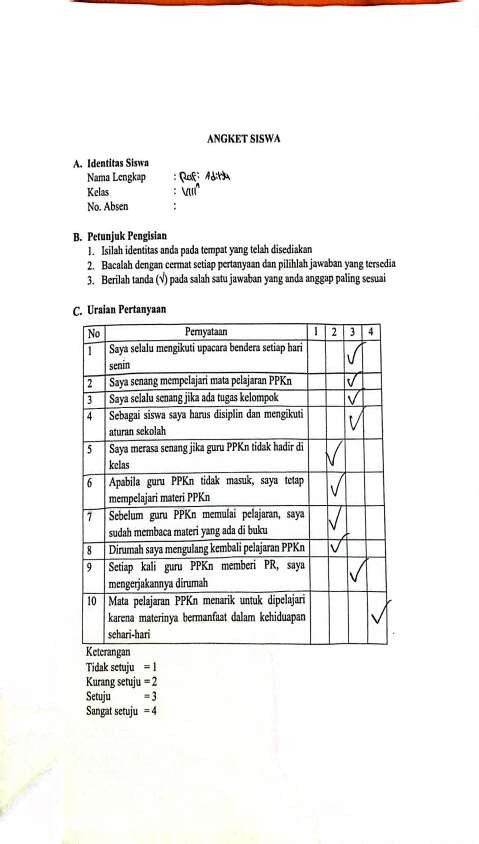 ANGKET SISWA
A. Identitas Siswa
Nama Lengkap : Rafi Aditya
Kelas : VIII A
No. Absen :
B. Petunjuk Pengisian
1. Isilah identitas anda pada tempat yang telah disediakan
2. Bacalah dengan cermat setiap pertanyaan dan pilihlah jawaban yang tersedia
3. Berilah tanda (√) pada salah satu jawaban yang anda anggap paling sesuai
C. Uraian Pertanyaan
No Pernyataan 1 2 3 4
1 Saya selalu mengikuti upacara bendera setiap hari
senin ✓
2 Saya senang mempelajari mata pelajaran PPKn ✓
3 Saya selalu senang jika ada tugas kelompok ✓
4 Sebagai siswa saya harus disiplin dan mengikuti
aturan sekolah ✓
5 Saya merasa senang jika guru PPKn tidak hadir di
kelas ✓
6 Apabila guru PPKn tidak masuk, saya tetap
mempelajari materi PPKn ✓
7 Sebelum guru PPKn memulai pelajaran, saya
sudah membaca materi yang ada di buku ✓
8 Dirumah saya mengulang kembali pelajaran PPKn ✓
9 Setiap kali guru PPKn memberi PR, saya
mengerjakannya dirumah ✓
10 Mata pelajaran PPKn menarik untuk dipelajari
karena materinya bermanfaat dalam kehiduapan
sehari-hari ✓
Keterangan
Tidak setuju = 1
Kurang setuju = 2
Setuju = 3
Sangat setuju = 4